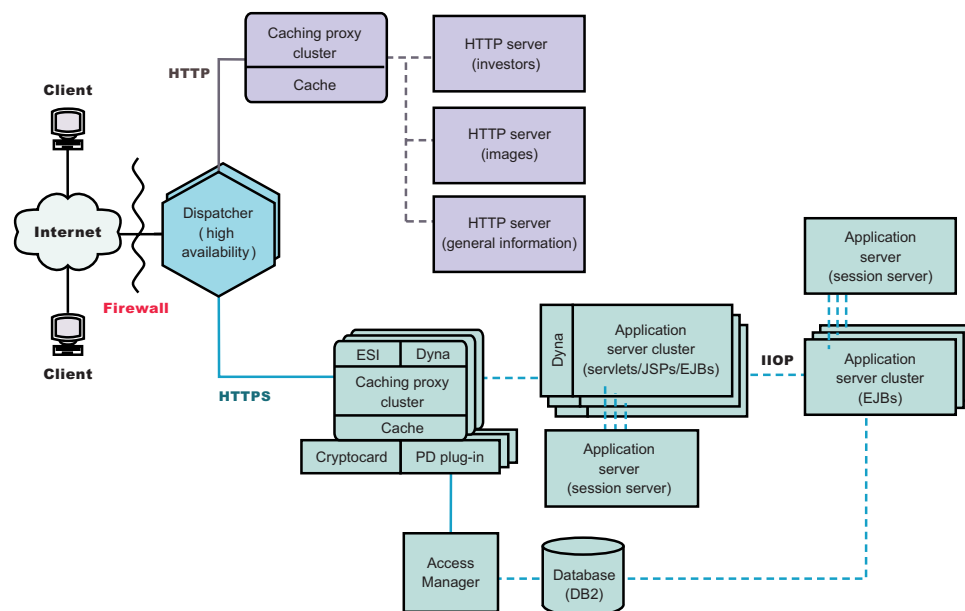 Caching proxy
cluster
Cache
HTTP server
(investors)
HTTP
Client
HTTP server
(images)
Dispatcher
( high
availability)
Internet
HTTP server
(general information)
Application
server
(session server)
Firewall
Client
HTTPS
ESI
Dyna
Caching proxy
cluster
Cache
Cryptocard
PD plug-in
Dyna
Application
server cluster
(servlets/JSPs/EJBs)
IIOP
Application
server cluster
(EJBs)
Application
server
(session server)
Access
Manager
Database
(DB2)